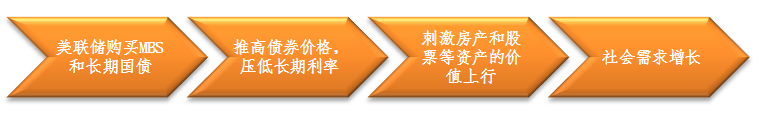 美联储购买MBS
和长期国债
推高债券价格，
压低长期利率
刺激房产和股
票等资产的价
值上行
社会需求增长